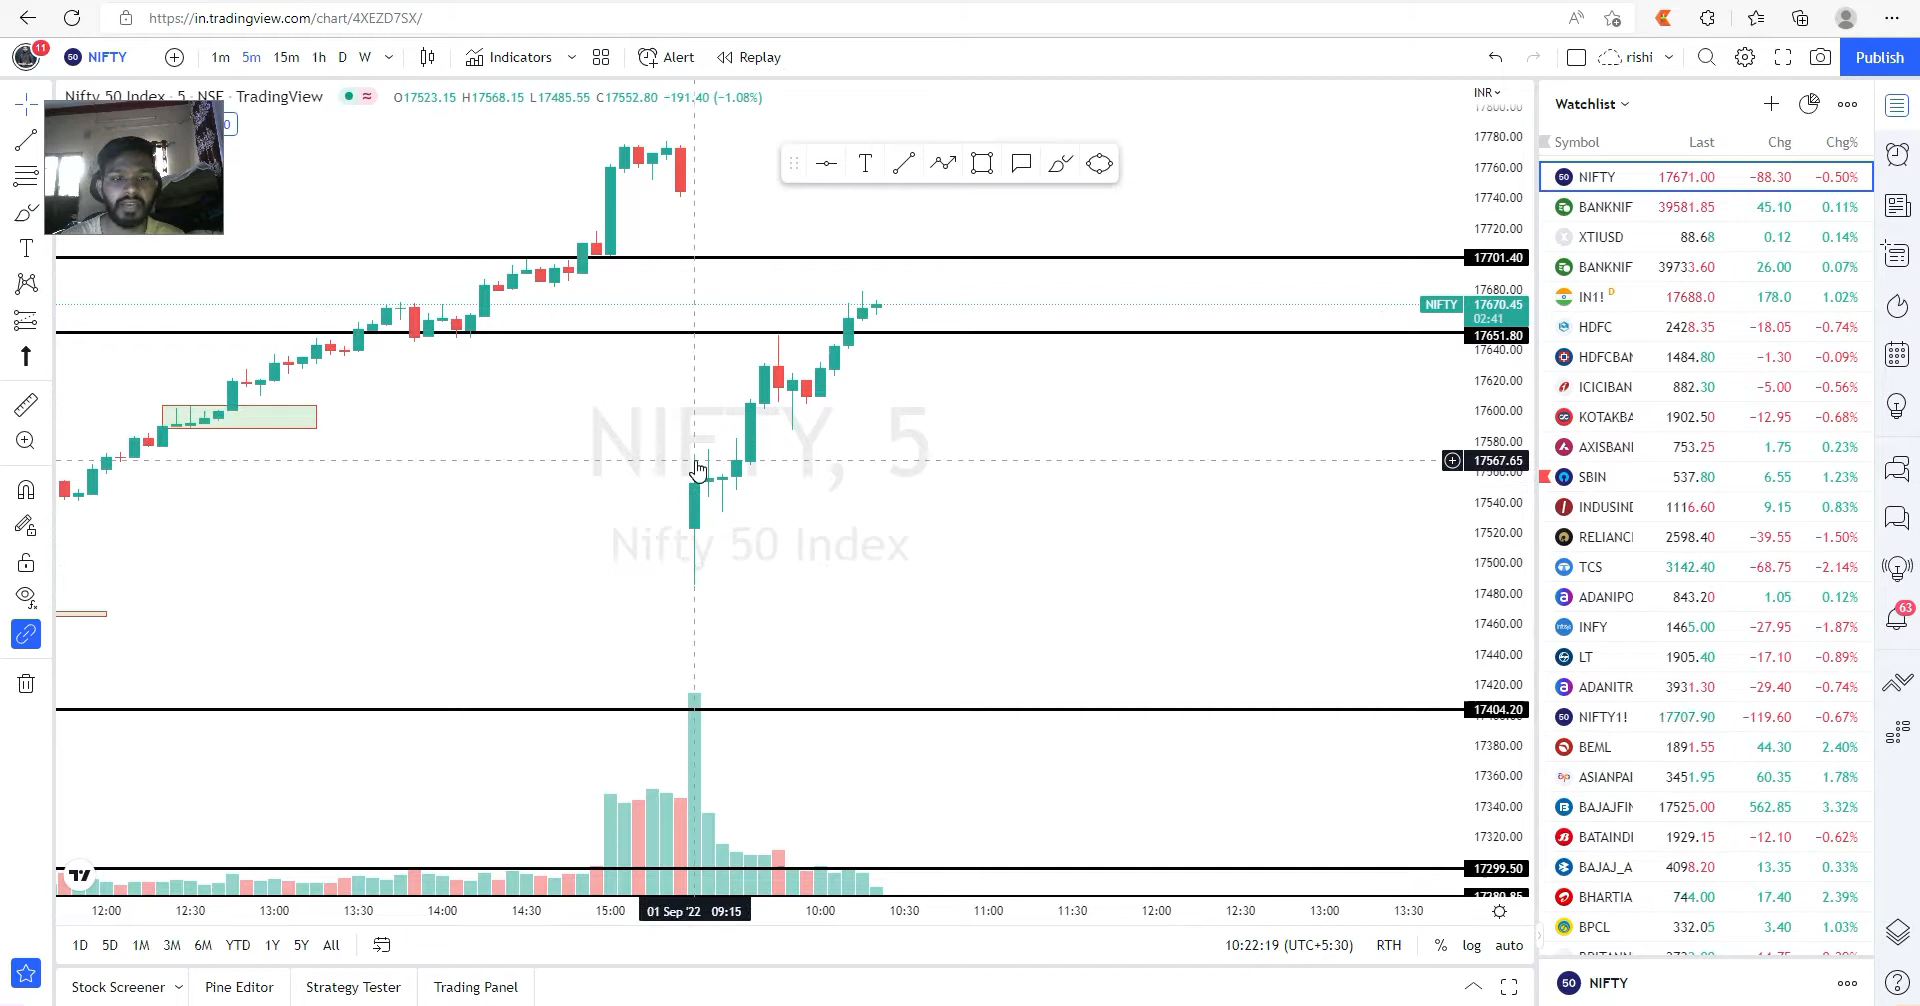 https://in.tradingview.com/chart/4XEZD7SX/
11
50 NIFTY
1m 5m 15m 1h D W
Indicators
Alert
Replay
rishi
Publish
Nifty 50 Index · 5 · NSE · TradingView
O17523.15 H17568.15 L17485.55 C17552.80 −191.40 (−1.08%)
0
INR
17800.00
17780.00
17760.00
17740.00
17720.00
17701.40
17680.00
NIFTY 17670.45
02:41
17651.80
17640.00
17620.00
17600.00
17580.00
17567.65
17560.00
17540.00
17520.00
17500.00
17480.00
17460.00
17440.00
17420.00
17404.20
17380.00
17360.00
17340.00
17320.00
17299.50
17280.85
NIFTY, 5
Nifty 50 Index
12:00 12:30 13:00 13:30 14:00 14:30 15:00 01 Sep '22 09:15 10:00 10:30 11:00 11:30 12:00 12:30 13:00 13:30
1D 5D 1M 3M 6M YTD 1Y 5Y All
10:22:19 (UTC+5:30) RTH % log auto
Stock Screener Pine Editor Strategy Tester Trading Panel
Watchlist
Symbol Last Chg Chg%
50 NIFTY 17671.00 −88.30 −0.50%
BANKNIF 39581.85 45.10 0.11%
XTIUSD 88.68 0.12 0.14%
BANKNIF 39733.60 26.00 0.07%
IN1! D 17688.0 178.0 1.02%
HDFC 2428.35 −18.05 −0.74%
HDFCBAN 1484.80 −1.30 −0.09%
ICICIBAN 882.30 −5.00 −0.56%
KOTAKBA 1902.50 −12.95 −0.68%
AXISBANI 753.25 1.75 0.23%
SBIN 537.80 6.55 1.23%
INDUSIND 1116.60 9.15 0.83%
RELIANC 2598.40 −39.55 −1.50%
TCS 3142.40 −68.75 −2.14%
ADANIPO 843.20 1.05 0.12%
INFY 1465.00 −27.95 −1.87%
LT 1905.40 −17.10 −0.89%
ADANITR 3931.30 −29.40 −0.74%
50 NIFTY1! 17707.90 −119.60 −0.67%
BEML 1891.55 44.30 2.40%
ASIANPAI 3451.95 60.35 1.78%
BAJAJFIN 17525.00 562.85 3.32%
BATAINDI 1929.15 −12.10 −0.62%
BAJAJ_A 4098.20 13.35 0.33%
BHARTIA 744.00 17.40 2.39%
BPCL 332.05 3.40 1.03%
50 NIFTY
63